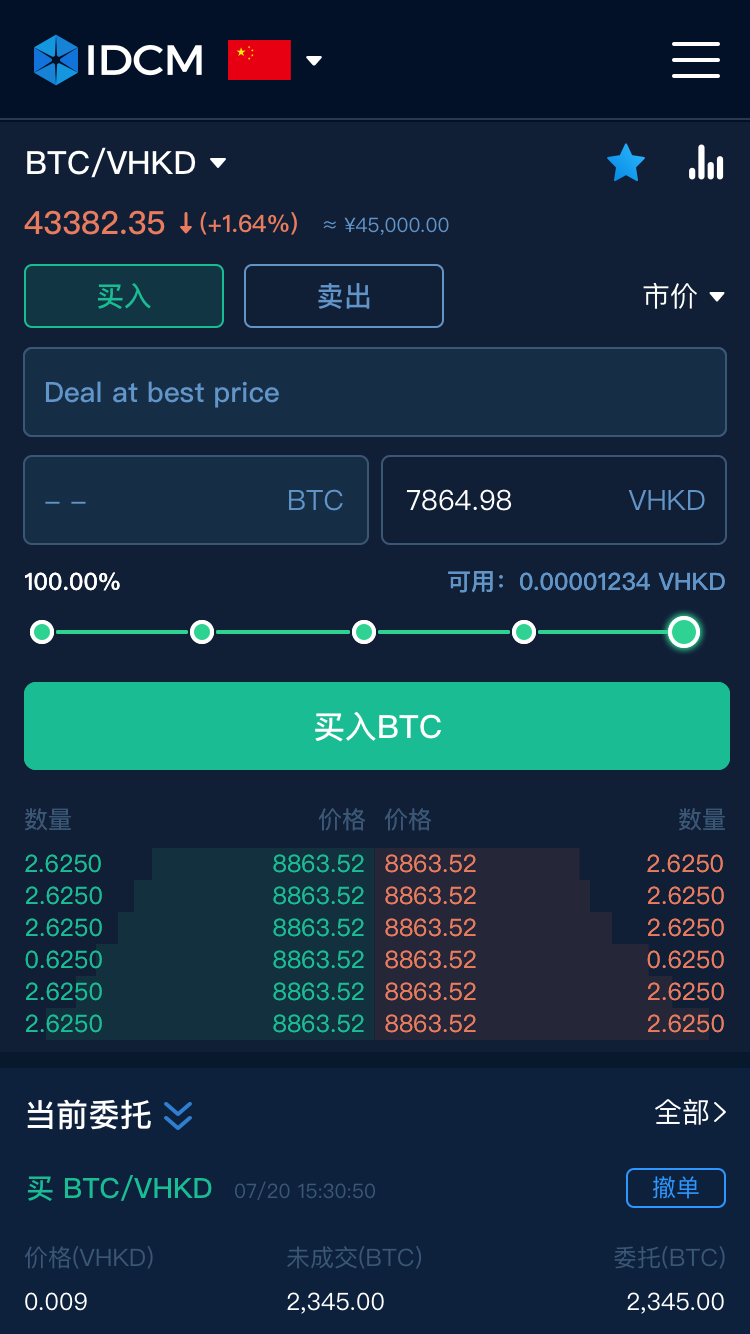 IDCM
BTC/VHKD
43382.35 ↓(+1.64%) ≈ ¥45,000.00
买入 卖出 市价
Deal at best price
– – BTC 7864.98 VHKD
100.00% 可用：0.00001234 VHKD
买入BTC
数量 价格 价格 数量
2.6250 8863.52 8863.52 2.6250
2.6250 8863.52 8863.52 2.6250
2.6250 8863.52 8863.52 2.6250
0.6250 8863.52 8863.52 0.6250
2.6250 8863.52 8863.52 2.6250
2.6250 8863.52 8863.52 2.6250
当前委托 全部>
买 BTC/VHKD 07/20 15:30:50 撤单
价格(VHKD) 未成交(BTC) 委托(BTC)
0.009 2,345.00 2,345.00